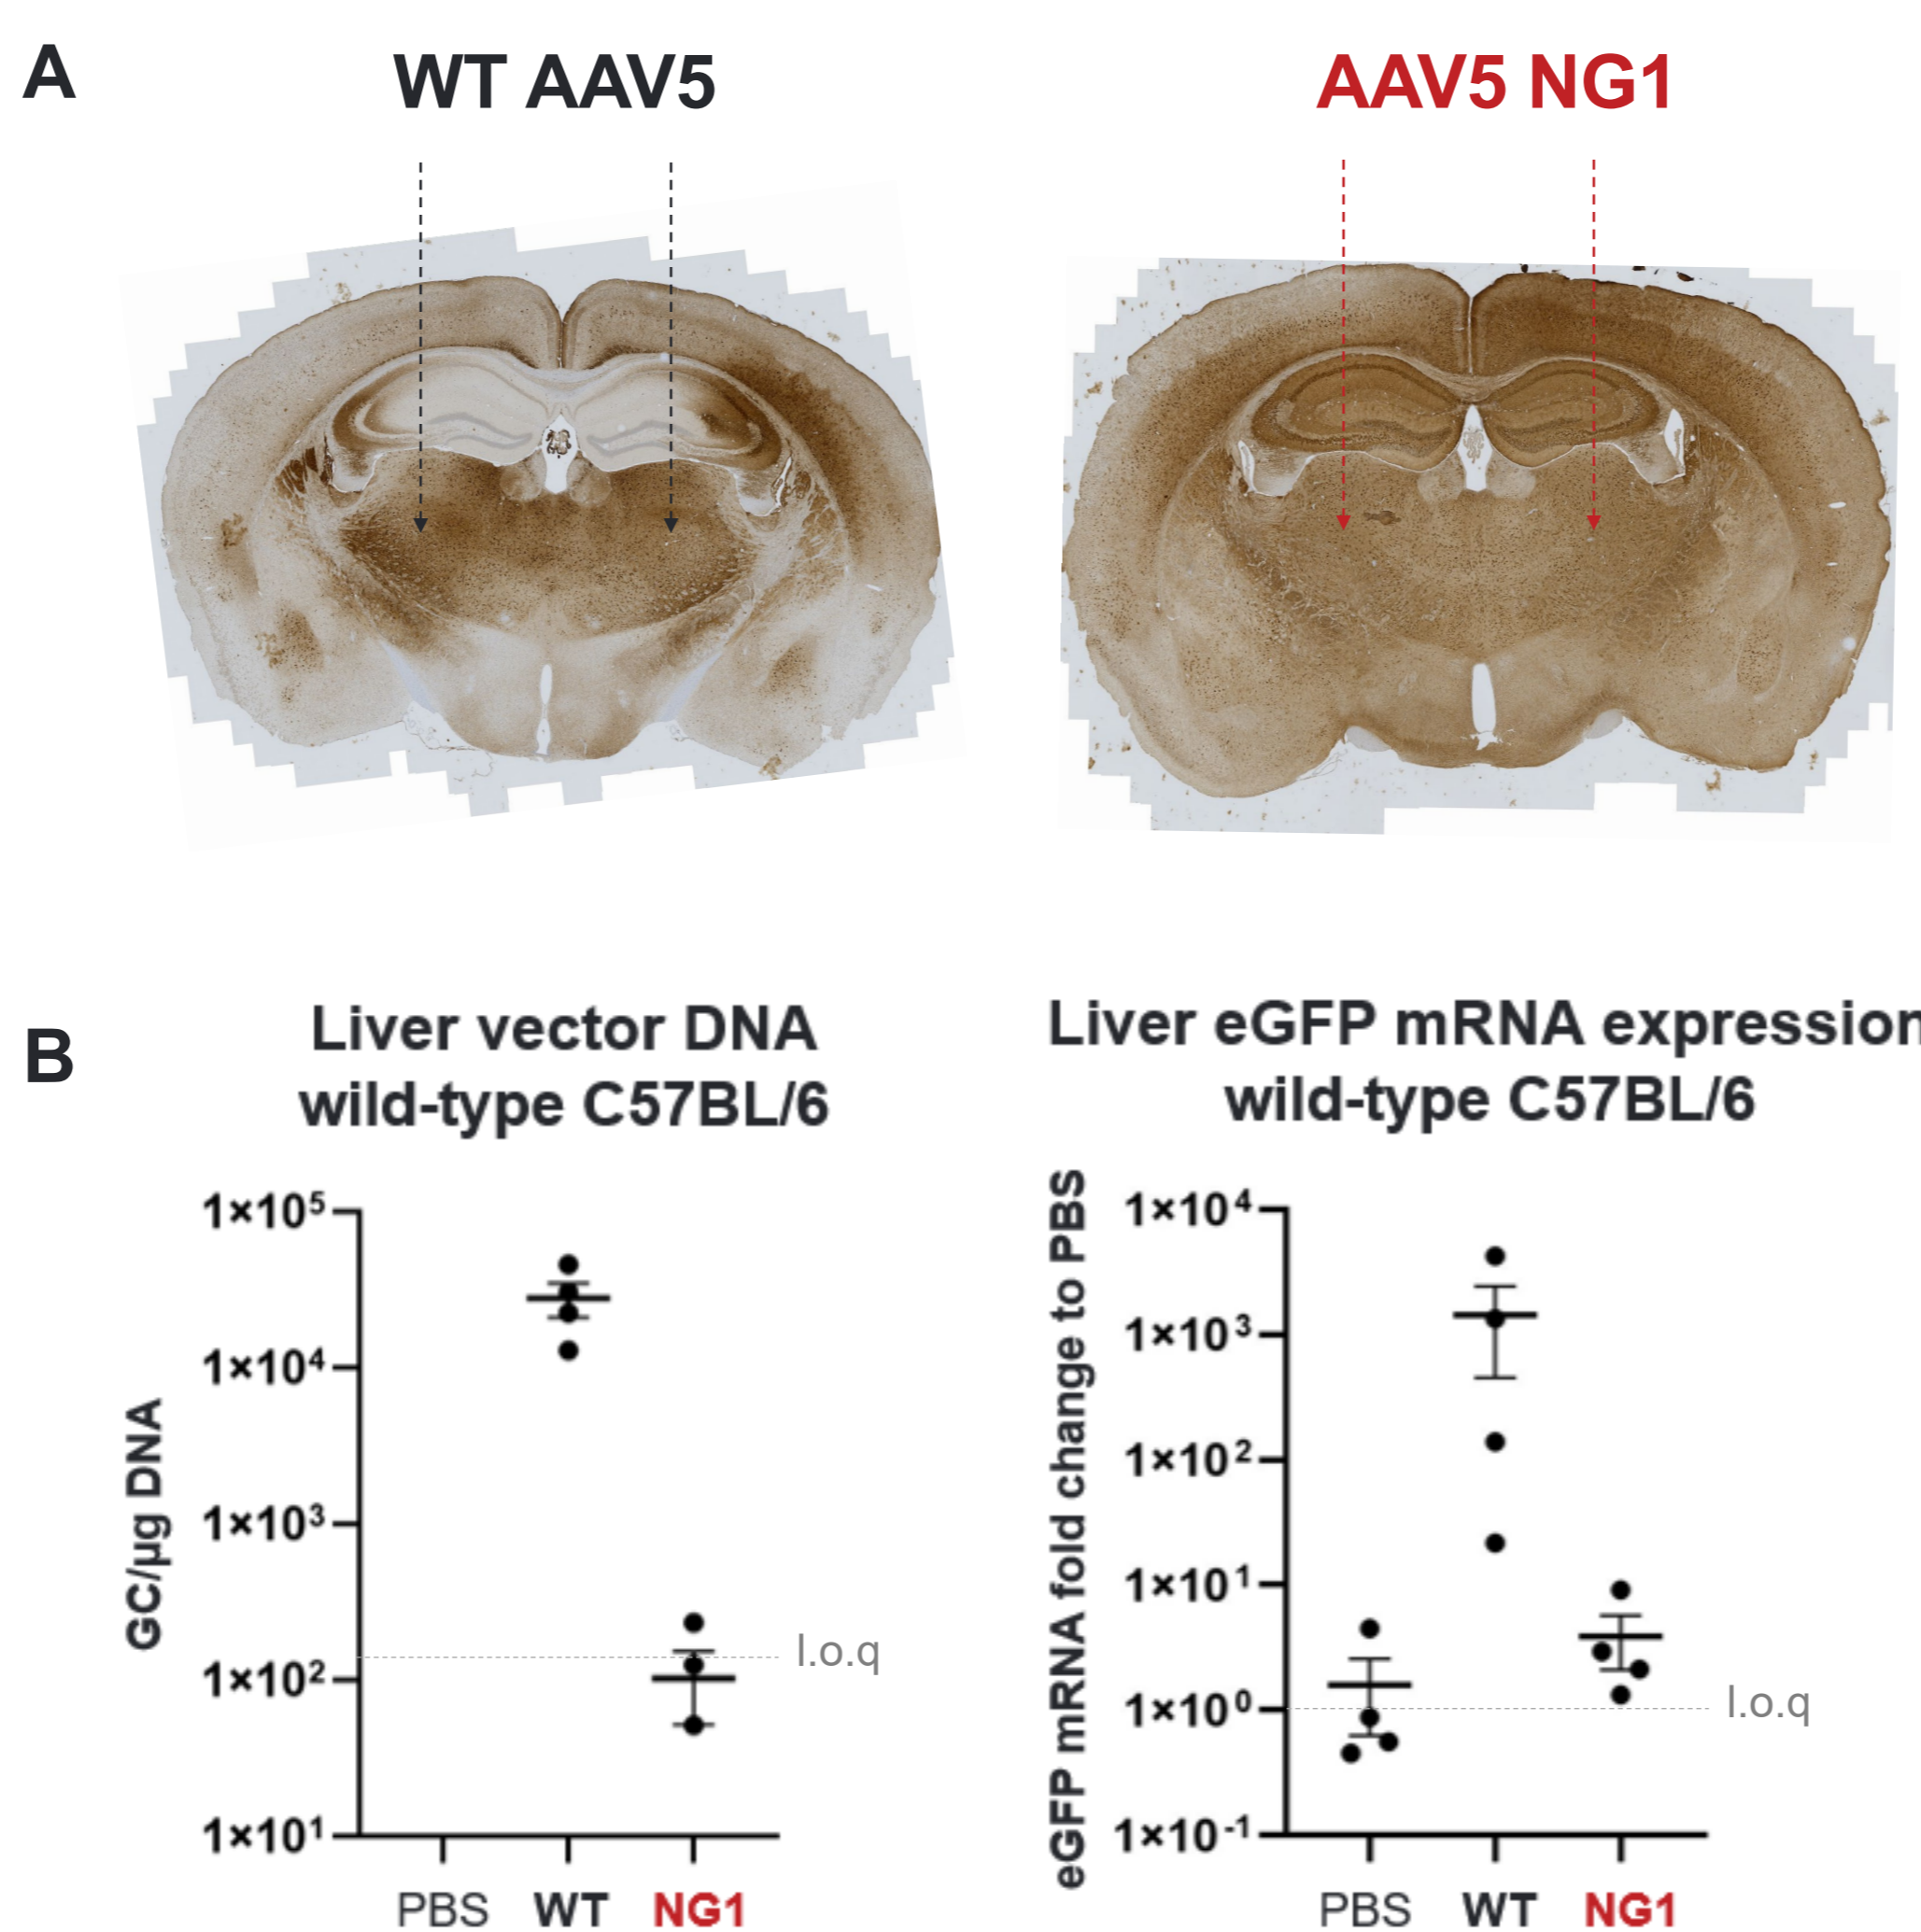 A
WT AAV5
AAV5 NG1
B
Liver vector DNA
wild-type C57BL/6
GC/µg DNA
1×10⁵
1×10⁴
1×10³
1×10²
1×10¹
l.o.q
PBS WT NG1
Liver eGFP mRNA expression
wild-type C57BL/6
eGFP mRNA fold change to PBS
1×10⁴
1×10³
1×10²
1×10¹
1×10⁰
1×10⁻¹
l.o.q
PBS WT NG1